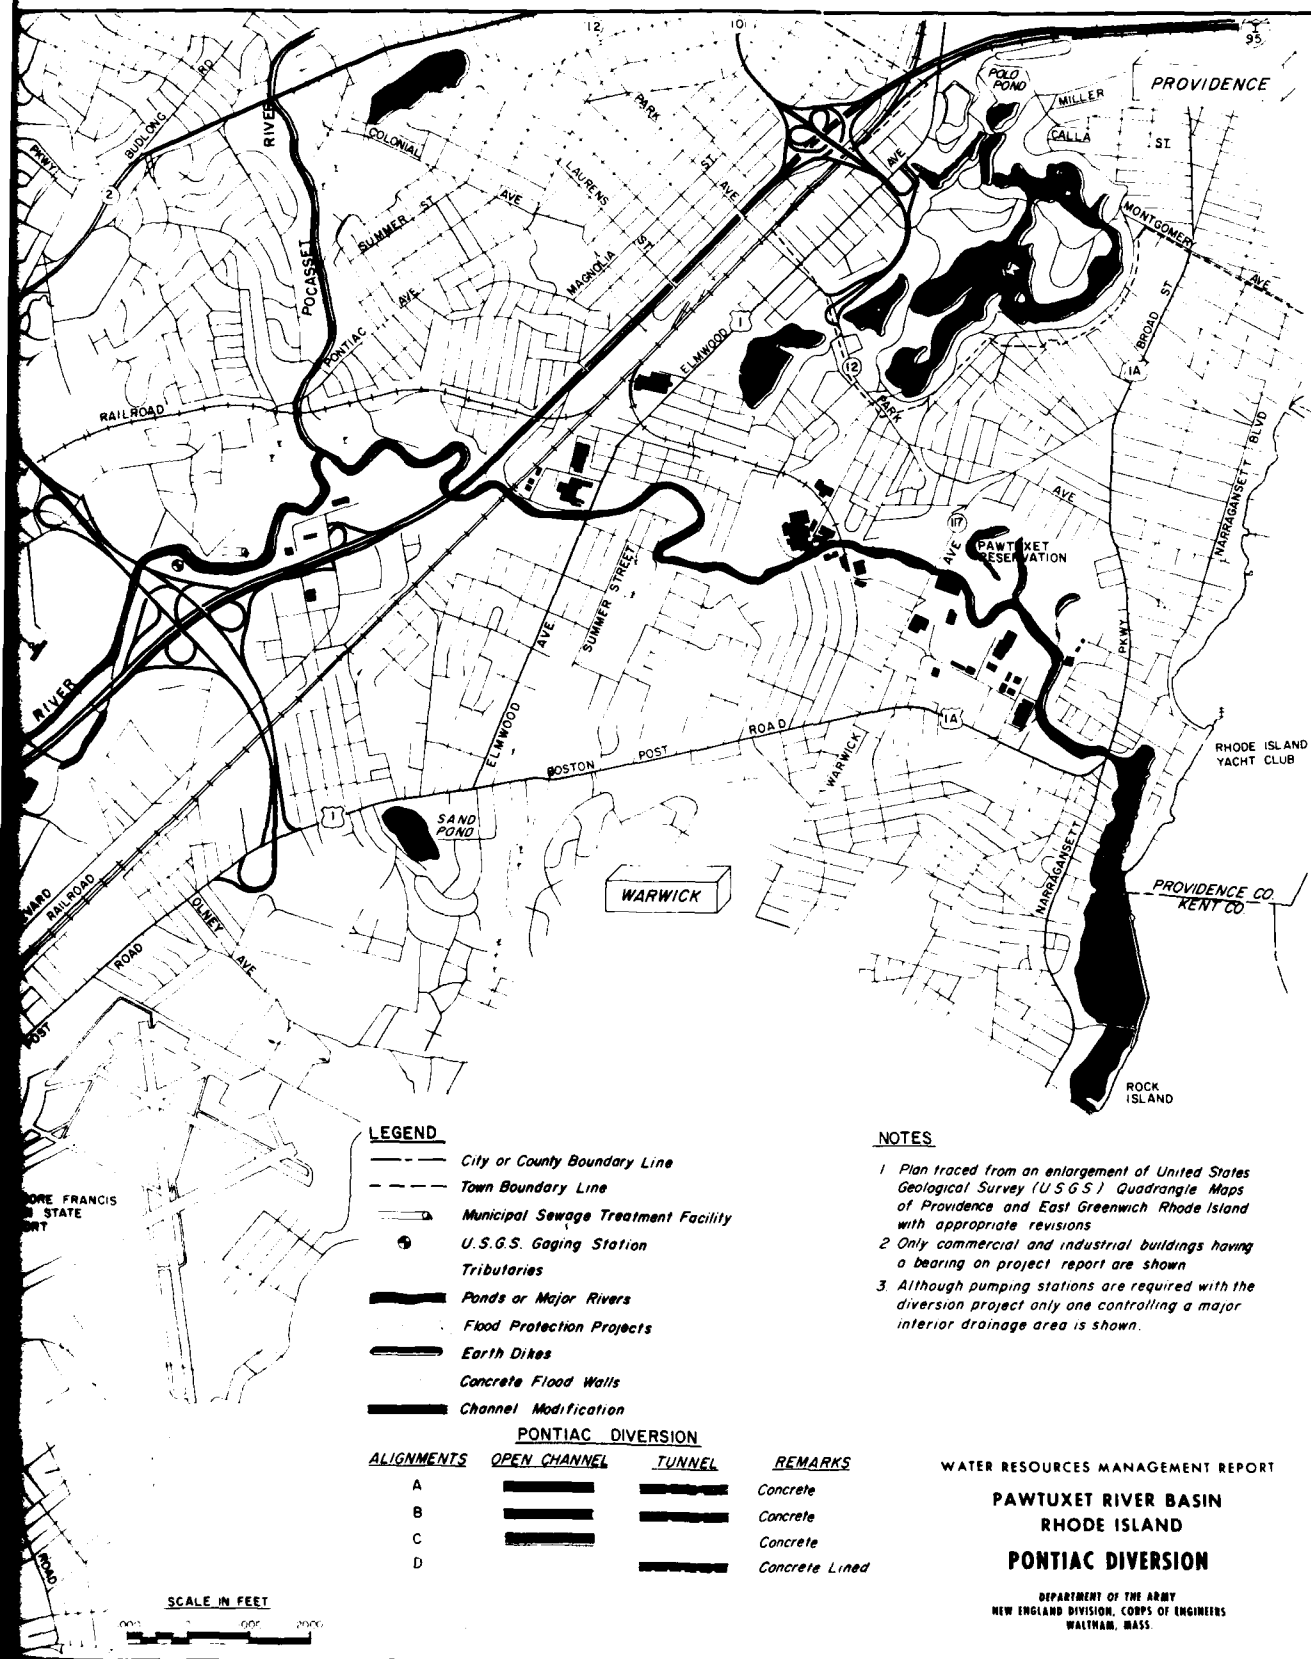 12
10
I
95
PROVIDENCE
POLO
POND
MILLER
CALLA
ST
PARK
ST
AVE
AVE
BUDLONG
RD
RIVER
PKWY
2
COLONIAL
LAURENS
SUMMER ST
AVE
MAGNOLIA
ST
MONTGOMERY
AVE
POCASSET
PONTIAC
AVE
ELMWOOD
1
BROAD
ST
1A
12
PARK
AVE
RAILROAD
NARRAGANSETT BLVD
117
AVE
PAWTUXET
RESERVATION
SUMMER STREET
ELMWOOD
AVE
PKWY
RIVER
BOSTON
POST
ROAD
1A
WARWICK
RHODE ISLAND
YACHT CLUB
1
SAND
POND
WARWICK
NARRAGANSETT
PROVIDENCE CO.
KENT CO
RAILROAD
OLNEY
AVE
ROAD
POST
ROCK
ISLAND
FRANCIS
STATE
ROAD
LEGEND
City or County Boundary Line
Town Boundary Line
Municipal Sewage Treatment Facility
U.S.G.S. Gaging Station
Tributaries
Ponds or Major Rivers
Flood Protection Projects
Earth Dikes
Concrete Flood Walls
Channel Modification
NOTES
1 Plan traced from an enlargement of United States
Geological Survey (U S G S ) Quadrangle Maps
of Providence and East Greenwich Rhode Island
with appropriate revisions
2 Only commercial and industrial buildings having
a bearing on project report are shown
3. Although pumping stations are required with the
diversion project only one controlling a major
interior drainage area is shown.
PONTIAC DIVERSION
ALIGNMENTS OPEN CHANNEL TUNNEL REMARKS
A Concrete
B Concrete
C Concrete
D Concrete Lined
SCALE IN FEET
WATER RESOURCES MANAGEMENT REPORT
PAWTUXET RIVER BASIN
RHODE ISLAND
PONTIAC DIVERSION
DEPARTMENT OF THE ARMY
NEW ENGLAND DIVISION, CORPS OF ENGINEERS
WALTHAM, MASS.